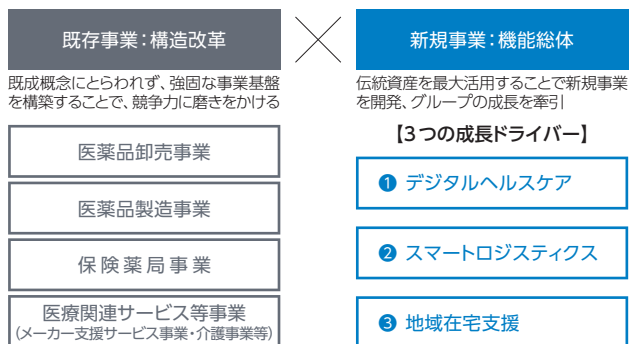 既存事業：構造改革
既成概念にとらわれず、強固な事業基盤
を構築することで、競争力に磨きをかける
医薬品卸売事業
医薬品製造事業
保険薬局事業
医療関連サービス等事業
（メーカー支援サービス事業・介護事業等）
新規事業：機能総体
伝統資産を最大活用することで新規事業
を開発、グループの成長を牽引
【3つの成長ドライバー】
❶ デジタルヘルスケア
❷ スマートロジスティクス
❸ 地域在宅支援